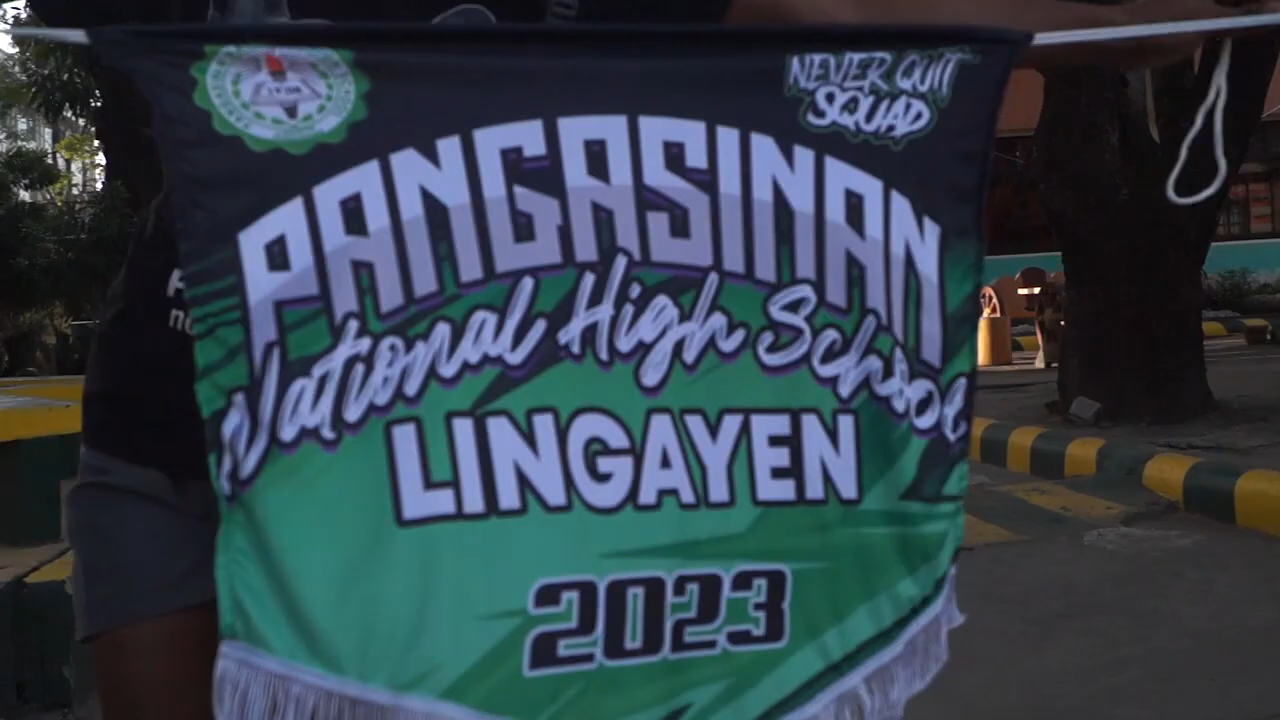 NEVER QUIT
SQUAD
PANGASINAN
National High School
LINGAYEN
2023